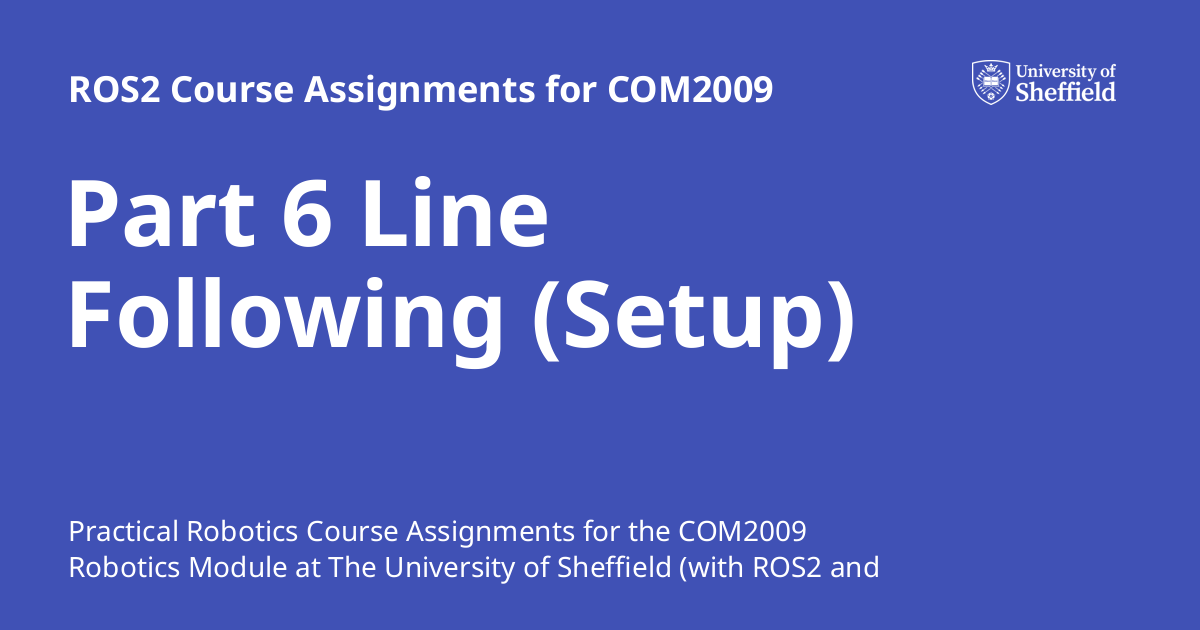 ROS2 Course Assignments for COM2009
University of
Sheffield
Part 6 Line
Following (Setup)
Practical Robotics Course Assignments for the COM2009
Robotics Module at The University of Sheffield (with ROS2 and